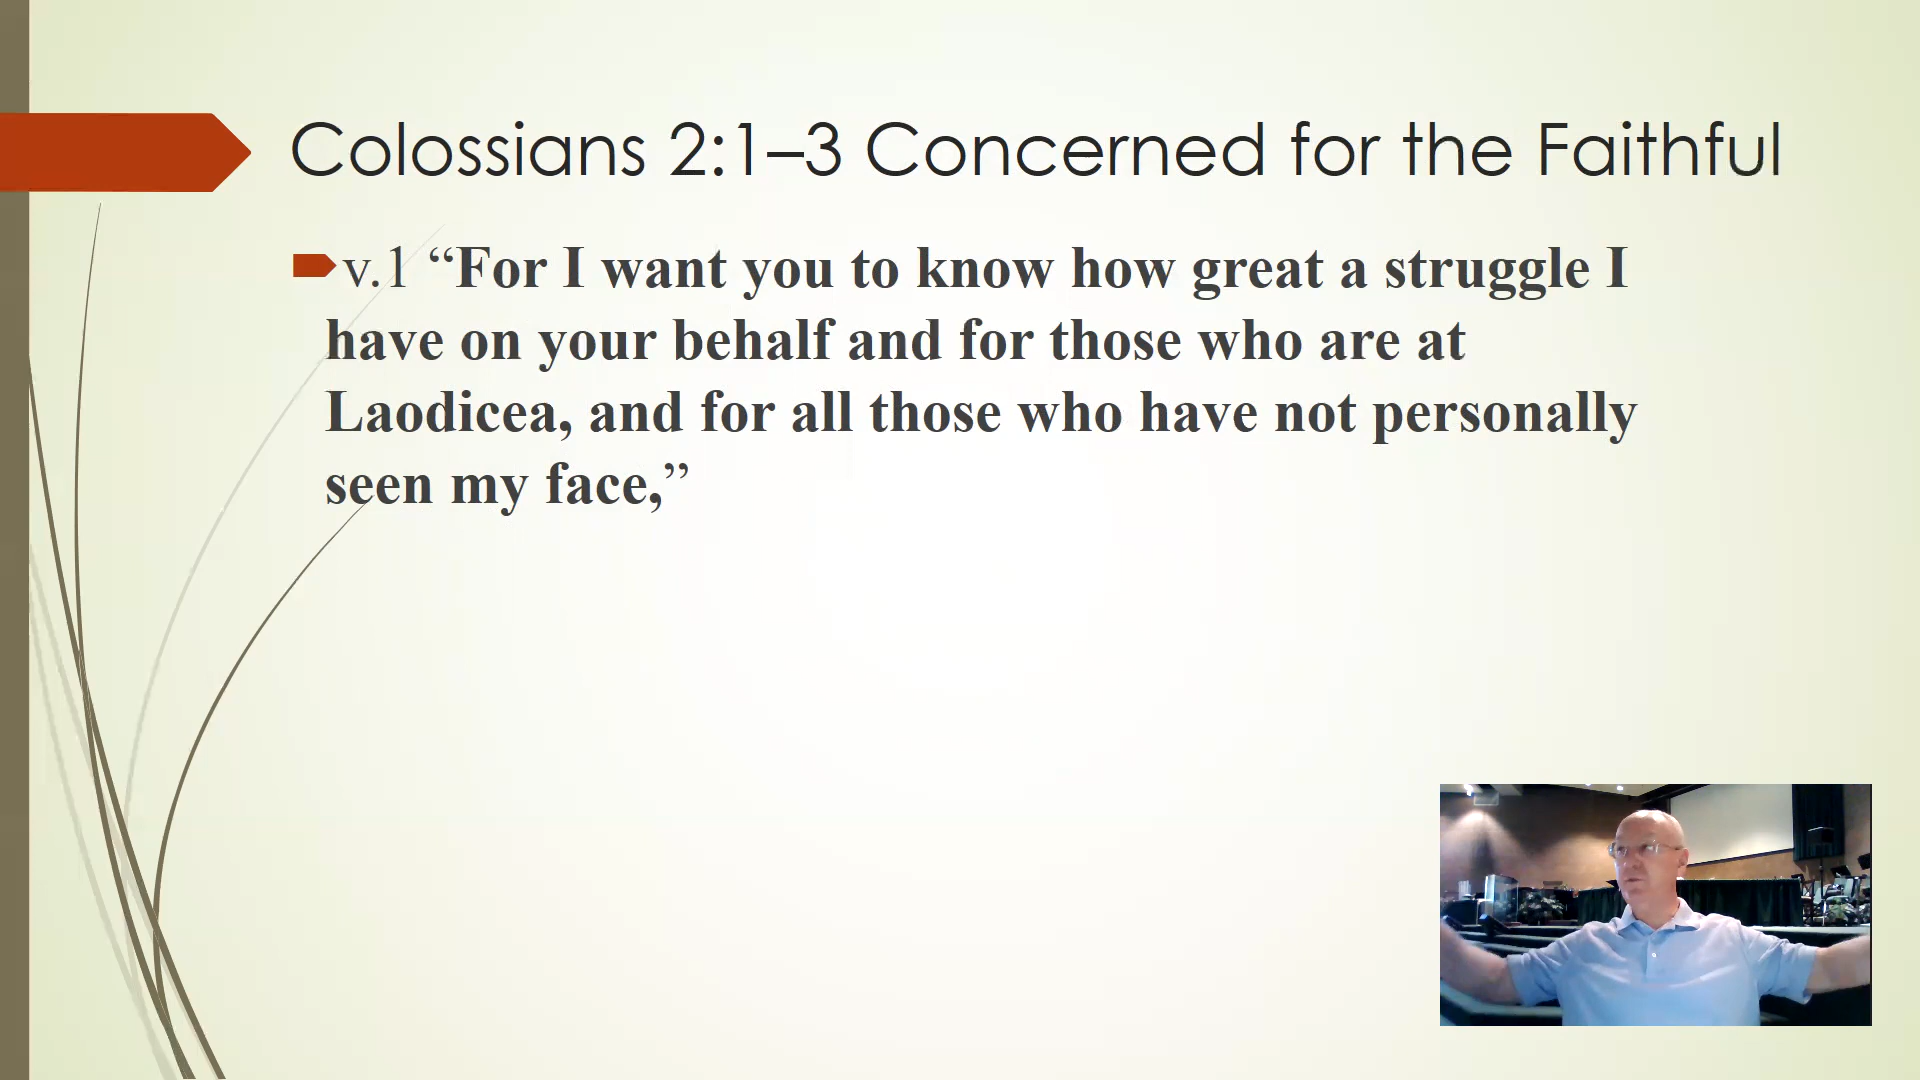 Colossians 2:1–3 Concerned for the Faithful
v.1 “For I want you to know how great a struggle I
have on your behalf and for those who are at
Laodicea, and for all those who have not personally
seen my face,”